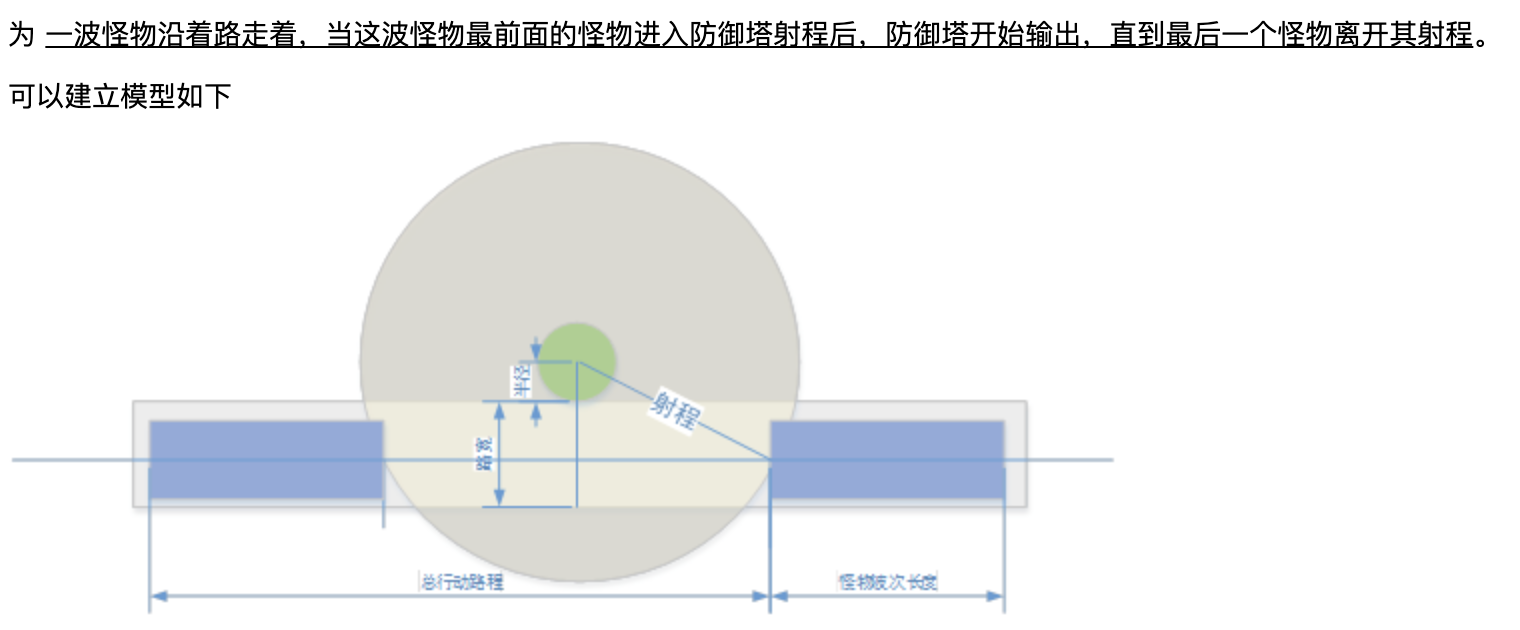 为 一波怪物沿着路走着，当这波怪物最前面的怪物进入防御塔射程后，防御塔开始输出，直到最后一个怪物离开其射程。
可以建立模型如下
半径
射程
路宽
总行动路程
怪物波次长度